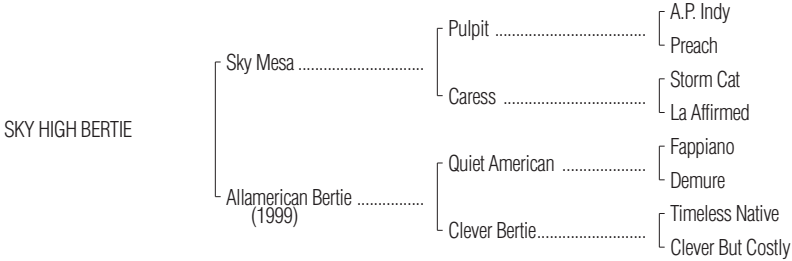 A.P. Indy
Pulpit ....................................
Preach
Sky Mesa ..............................
Storm Cat
Caress ..................................
La Affirmed
SKY HIGH BERTIE
Fappiano
Quiet American ....................
Demure
Allamerican Bertie ................
(1999)
Timeless Native
Clever Bertie..........................
Clever But Costly